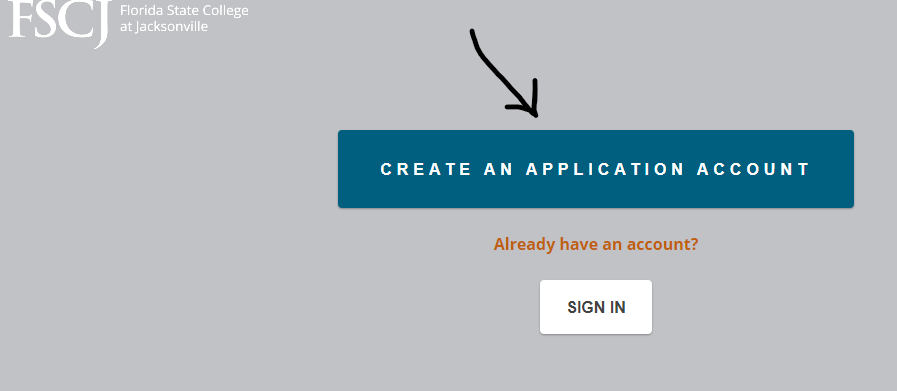 FSCJ
Florida State College
at Jacksonville
CREATE AN APPLICATION ACCOUNT
Already have an account?
SIGN IN